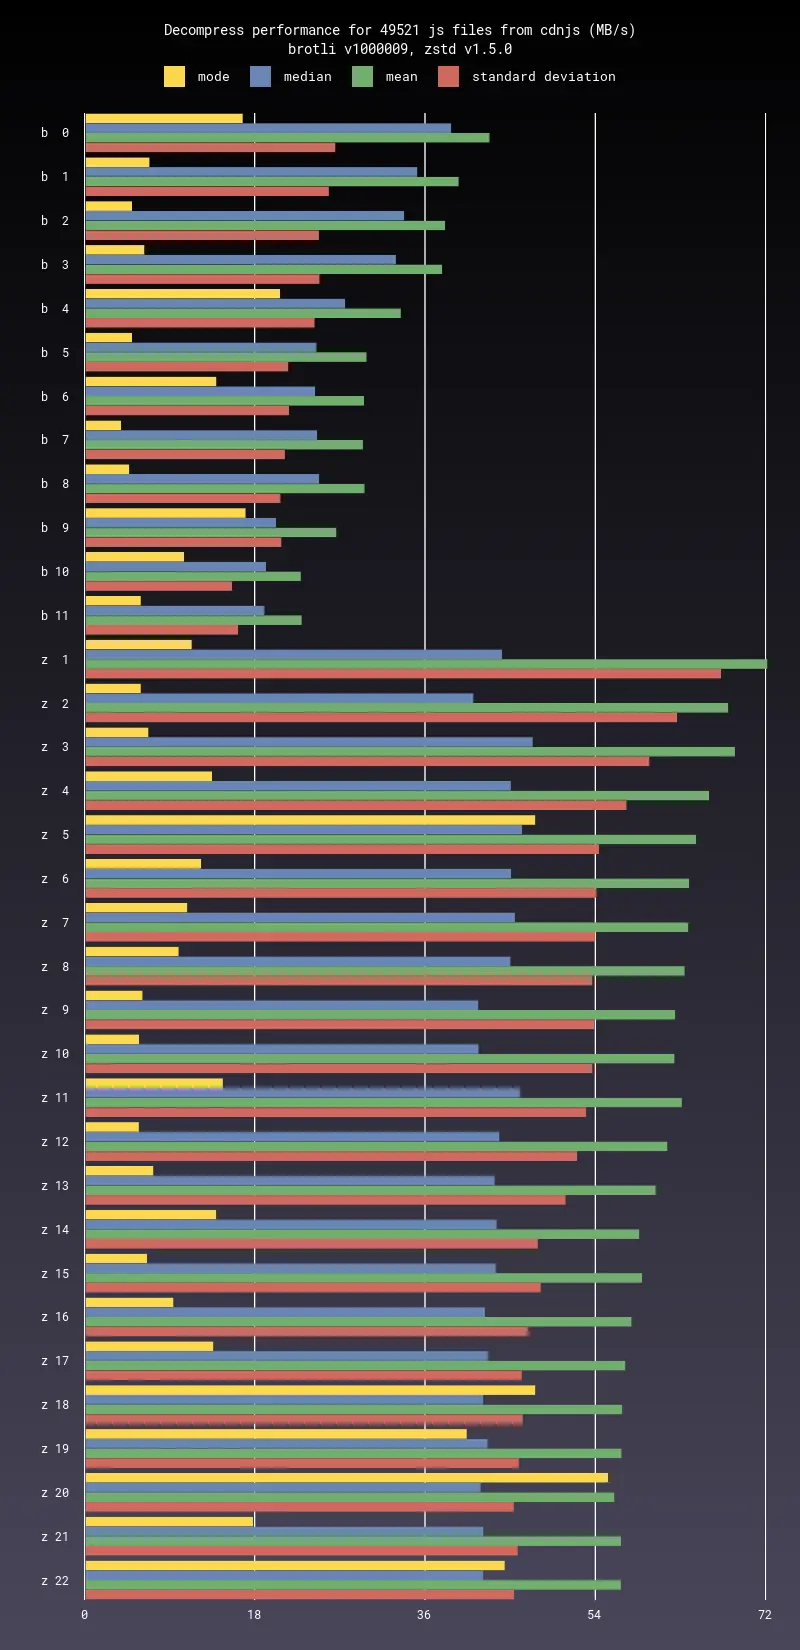 Decompress performance for 49521 js files from cdnjs (MB/s)
brotli v1000009, zstd v1.5.0
mode median mean standard deviation
b 0
b 1
b 2
b 3
b 4
b 5
b 6
b 7
b 8
b 9
b 10
b 11
z 1
z 2
z 3
z 4
z 5
z 6
z 7
z 8
z 9
z 10
z 11
z 12
z 13
z 14
z 15
z 16
z 17
z 18
z 19
z 20
z 21
z 22
0 18 36 54 72